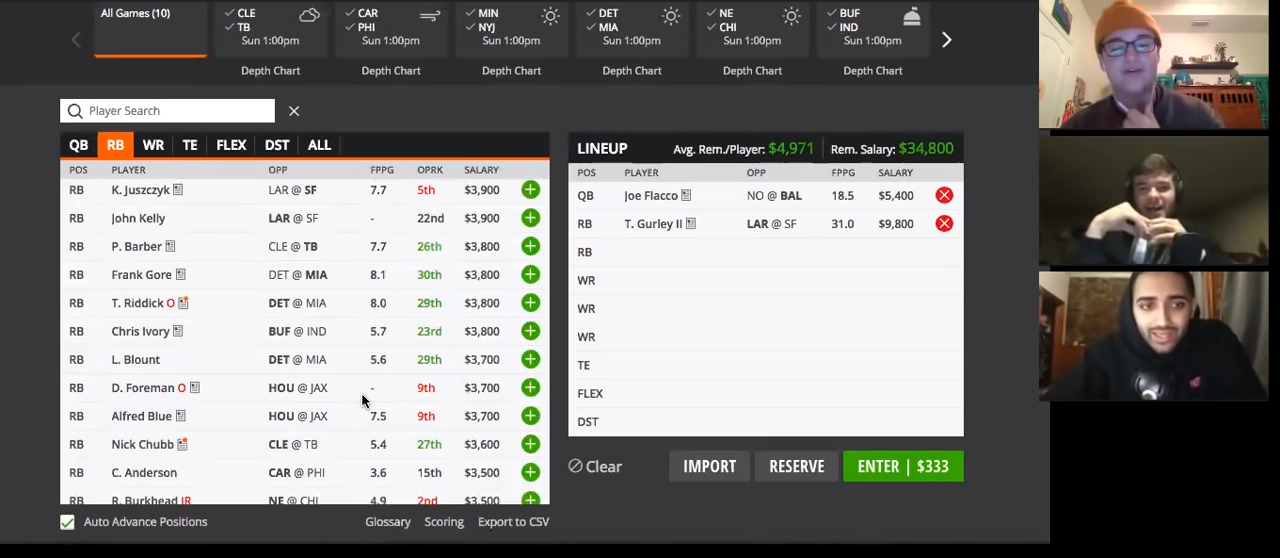 All Games (10)
CLE
TB
Sun 1:00pm
CAR
PHI
Sun 1:00pm
MIN
NYJ
Sun 1:00pm
DET
MIA
Sun 1:00pm
NE
CHI
Sun 1:00pm
BUF
IND
Sun 1:00pm
Depth Chart Depth Chart Depth Chart Depth Chart Depth Chart Depth Chart
Player Search
QB RB WR TE FLEX DST ALL
POS PLAYER OPP FPPG OPRK SALARY
RB K. Juszczyk LAR @ SF 7.7 5th $3,900
RB John Kelly LAR @ SF - 22nd $3,900
RB P. Barber CLE @ TB 7.7 26th $3,800
RB Frank Gore DET @ MIA 8.1 30th $3,800
RB T. Riddick O DET @ MIA 8.0 29th $3,800
RB Chris Ivory BUF @ IND 5.7 23rd $3,800
RB L. Blount DET @ MIA 5.6 29th $3,700
RB D. Foreman O HOU @ JAX - 9th $3,700
RB Alfred Blue HOU @ JAX 7.5 9th $3,700
RB Nick Chubb CLE @ TB 5.4 27th $3,600
RB C. Anderson CAR @ PHI 3.6 15th $3,500
RB R. Burkhead IR NE @ CHI 4.9 2nd $3,500
Auto Advance Positions Glossary Scoring Export to CSV
LINEUP Avg. Rem./Player: $4,971 Rem. Salary: $34,800
POS PLAYER OPP FPPG SALARY
QB Joe Flacco NO @ BAL 18.5 $5,400
RB T. Gurley II LAR @ SF 31.0 $9,800
RB
WR
WR
WR
TE
FLEX
DST
Clear IMPORT RESERVE ENTER | $333